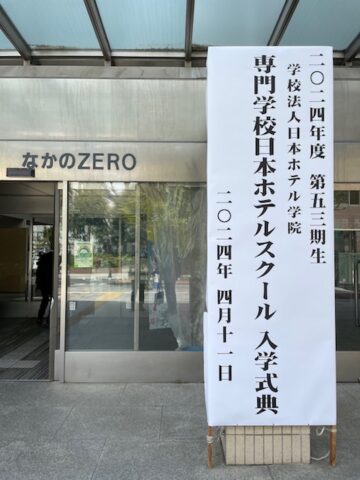 なかのZERO
二〇二四年度 第五三期生
学校法人日本ホテル学院
専門学校日本ホテルスクール 入学式典
二〇二四年 四月十一日